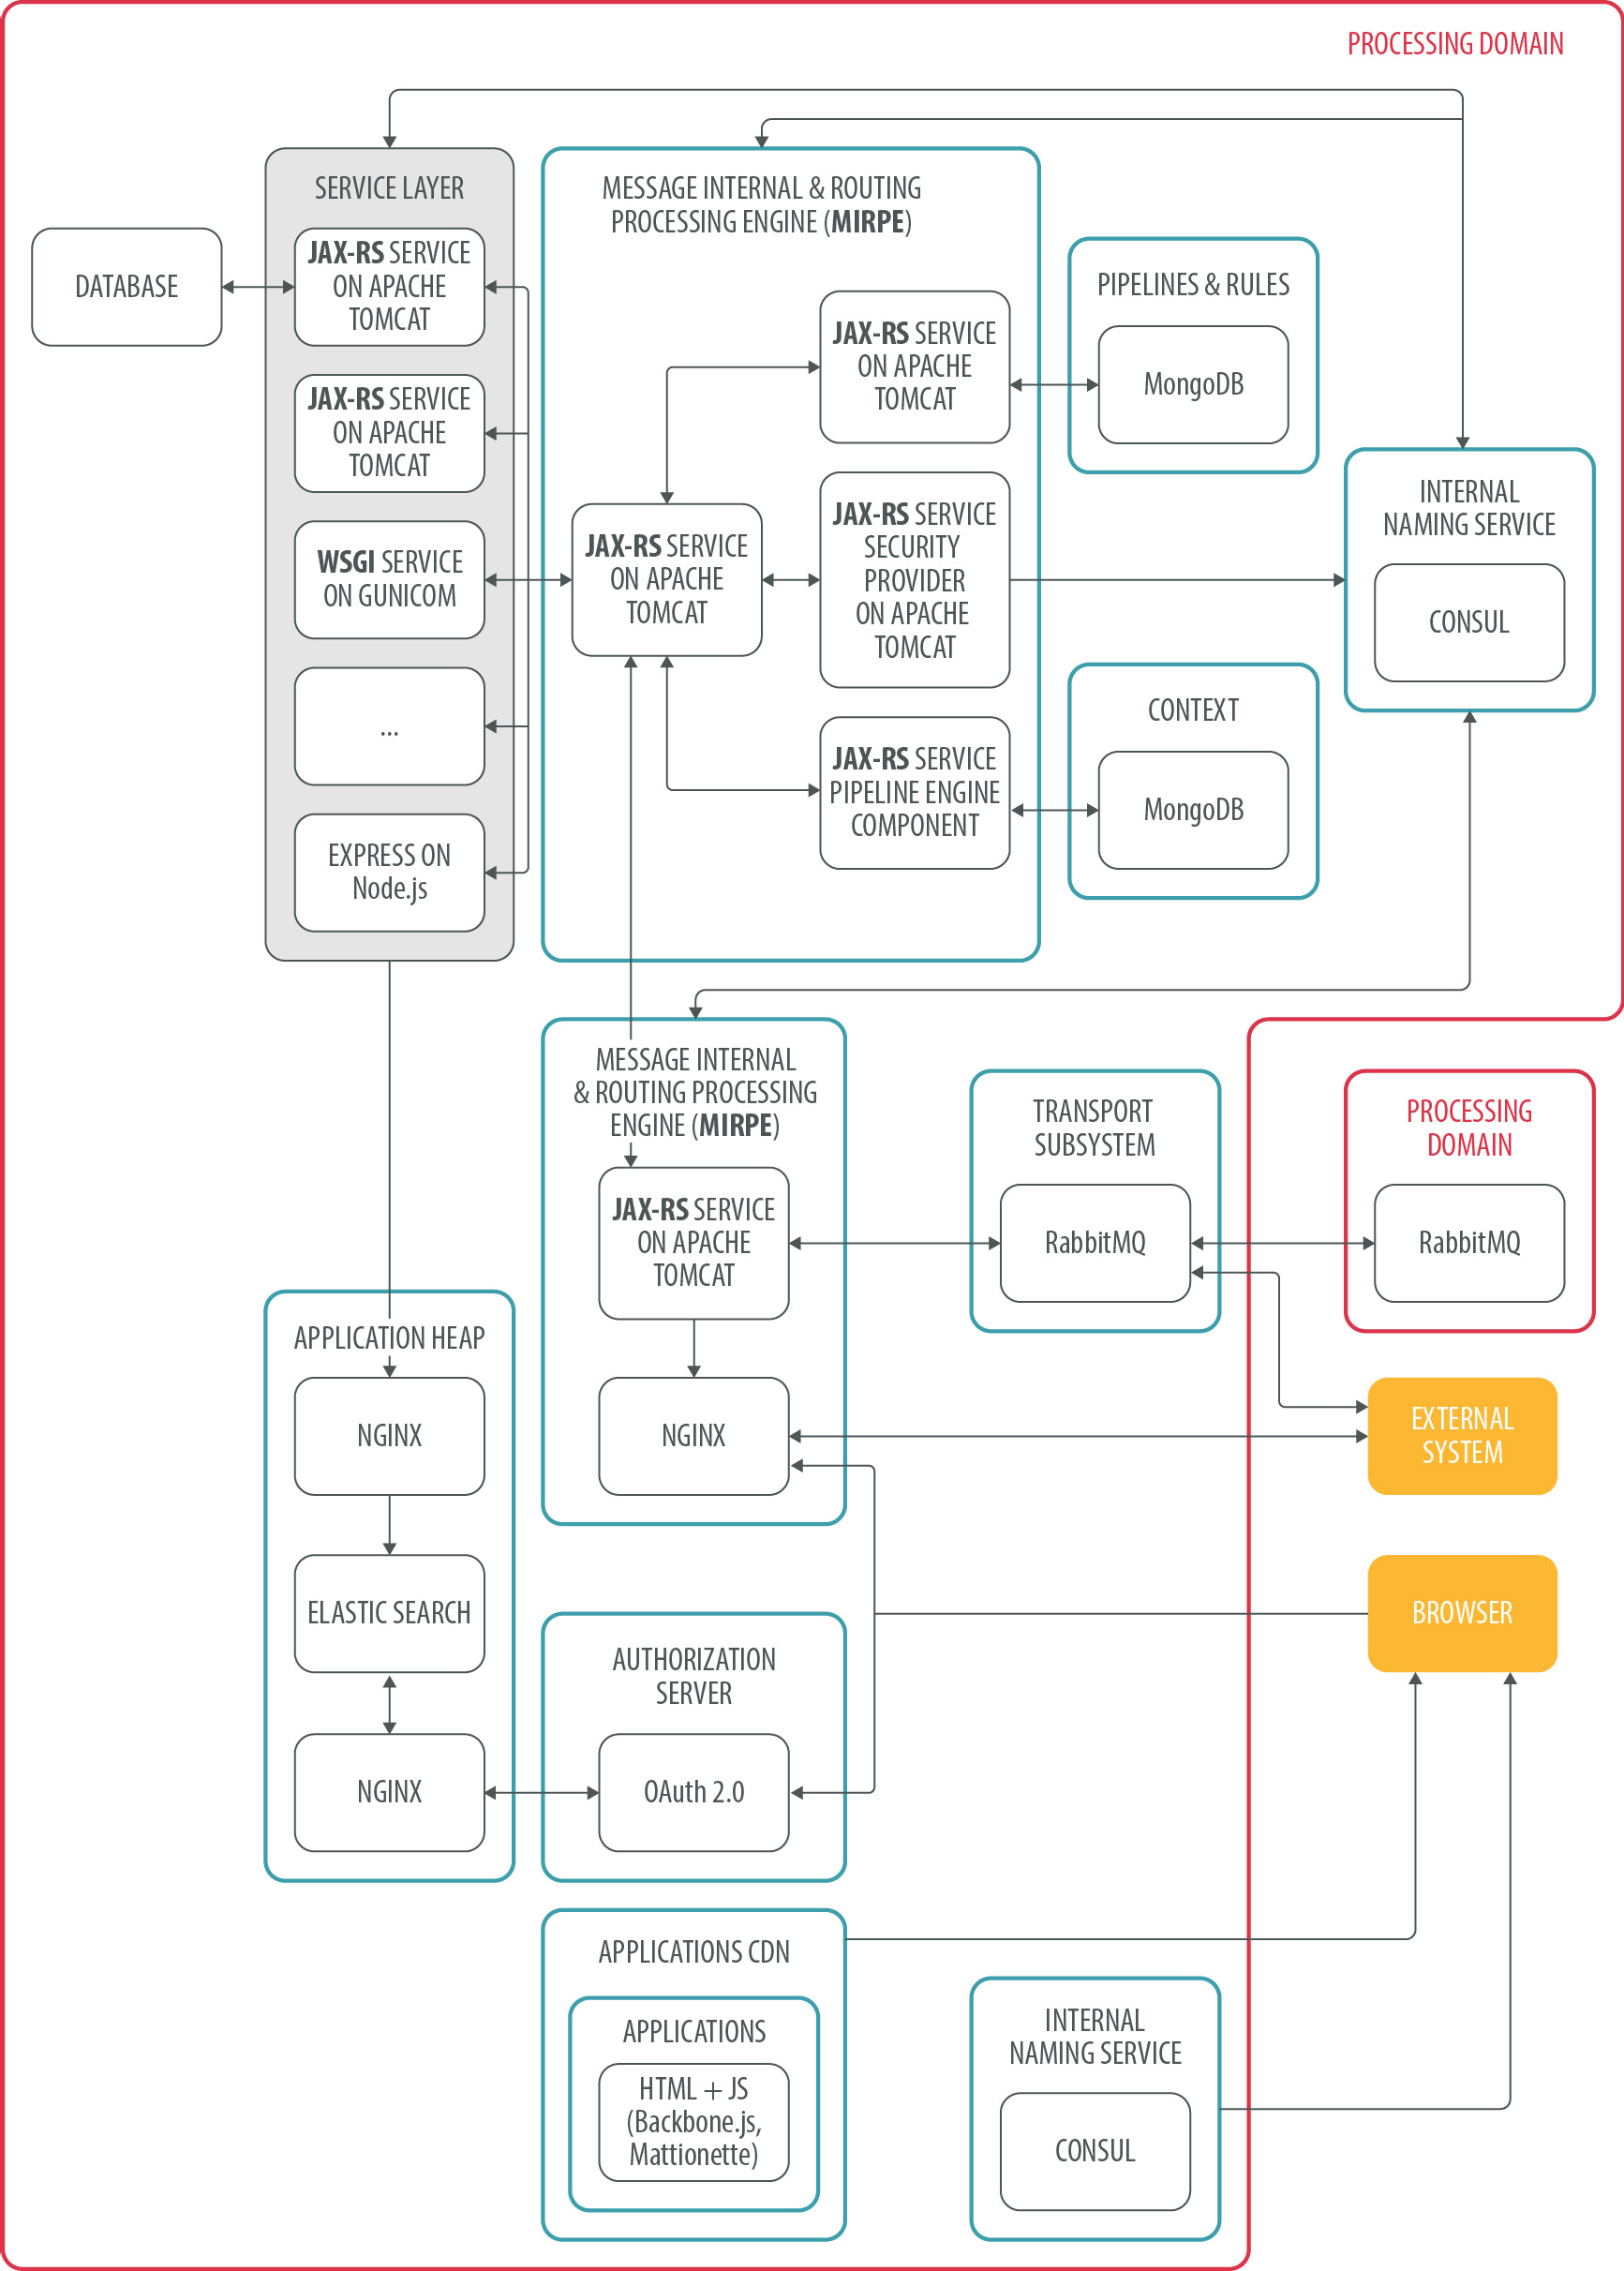 PROCESSING DOMAIN
SERVICE LAYER
JAX-RS SERVICE
ON APACHE
TOMCAT
JAX-RS SERVICE
ON APACHE
TOMCAT
WSGI SERVICE
ON GUNICOM
...
EXPRESS ON
Node.js
DATABASE
MESSAGE INTERNAL & ROUTING
PROCESSING ENGINE (MIRPE)
JAX-RS SERVICE
ON APACHE
TOMCAT
JAX-RS SERVICE
ON APACHE
TOMCAT
JAX-RS SERVICE
SECURITY
PROVIDER
ON APACHE
TOMCAT
JAX-RS SERVICE
PIPELINE ENGINE
COMPONENT
PIPELINES & RULES
MongoDB
CONTEXT
MongoDB
INTERNAL
NAMING SERVICE
CONSUL
MESSAGE INTERNAL
& ROUTING PROCESSING
ENGINE (MIRPE)
JAX-RS SERVICE
ON APACHE
TOMCAT
NGINX
TRANSPORT
SUBSYSTEM
RabbitMQ
PROCESSING
DOMAIN
RabbitMQ
EXTERNAL
SYSTEM
BROWSER
APPLICATION HEAP
NGINX
ELASTIC SEARCH
NGINX
AUTHORIZATION
SERVER
OAuth 2.0
APPLICATIONS CDN
APPLICATIONS
HTML + JS
(Backbone.js,
Mattionette)
INTERNAL
NAMING SERVICE
CONSUL